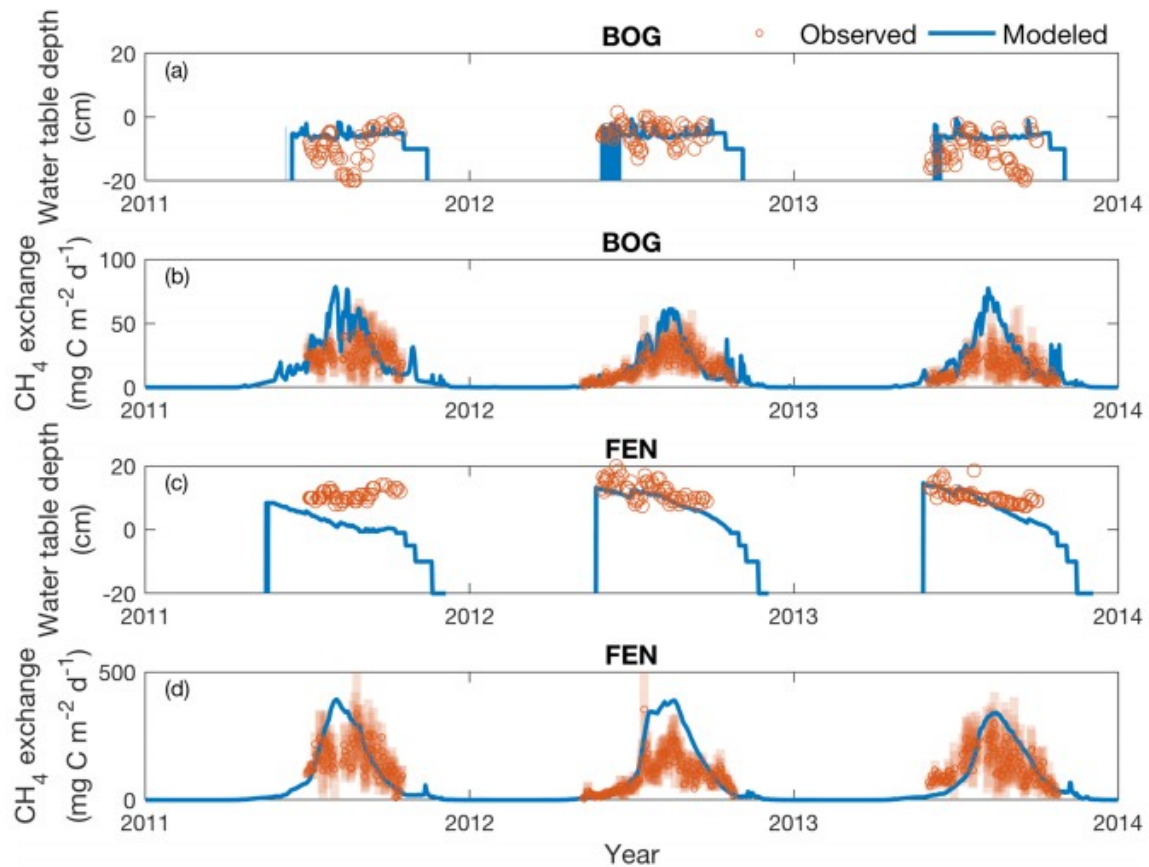 BOG
Observed
Modeled
(a)
Water table depth
(cm)
20
0
-20
2011
2012
2013
2014
BOG
(b)
CH4 exchange
(mg C m-2 d-1)
100
50
0
2011
2012
2013
2014
FEN
(c)
Water table depth
(cm)
20
0
-20
2011
2012
2013
2014
FEN
(d)
CH4 exchange
(mg C m-2 d-1)
500
0
2011
2012
2013
2014
Year